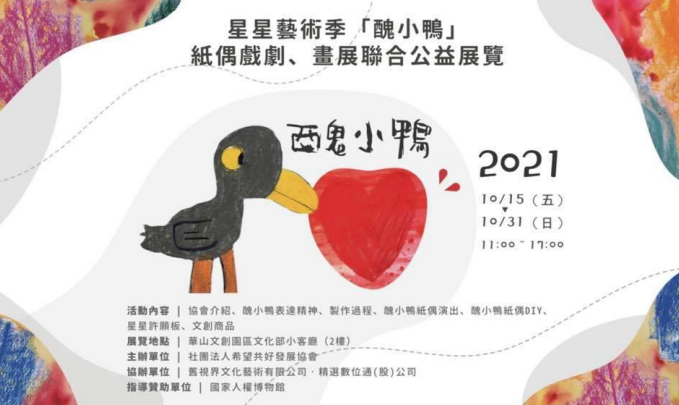 星星藝術季「醜小鴨」
紙偶戲劇、畫展聯合公益展覽
醜小鴨
2021
10/15（五）
10/31（日）
11:00 ~ 17:00
活動內容 | 協會介紹、醜小鴨表達精神、製作過程、醜小鴨紙偶演出、醜小鴨紙偶DIY、
星星許願板、文創商品
展覽地點 | 華山文創園區文化部小客廳（2樓）
主辦單位 | 社團法人希望共好發展協會
協辦單位 | 舊視界文化藝術有限公司．精選數位通(股)公司
指導贊助單位 | 國家人權博物館